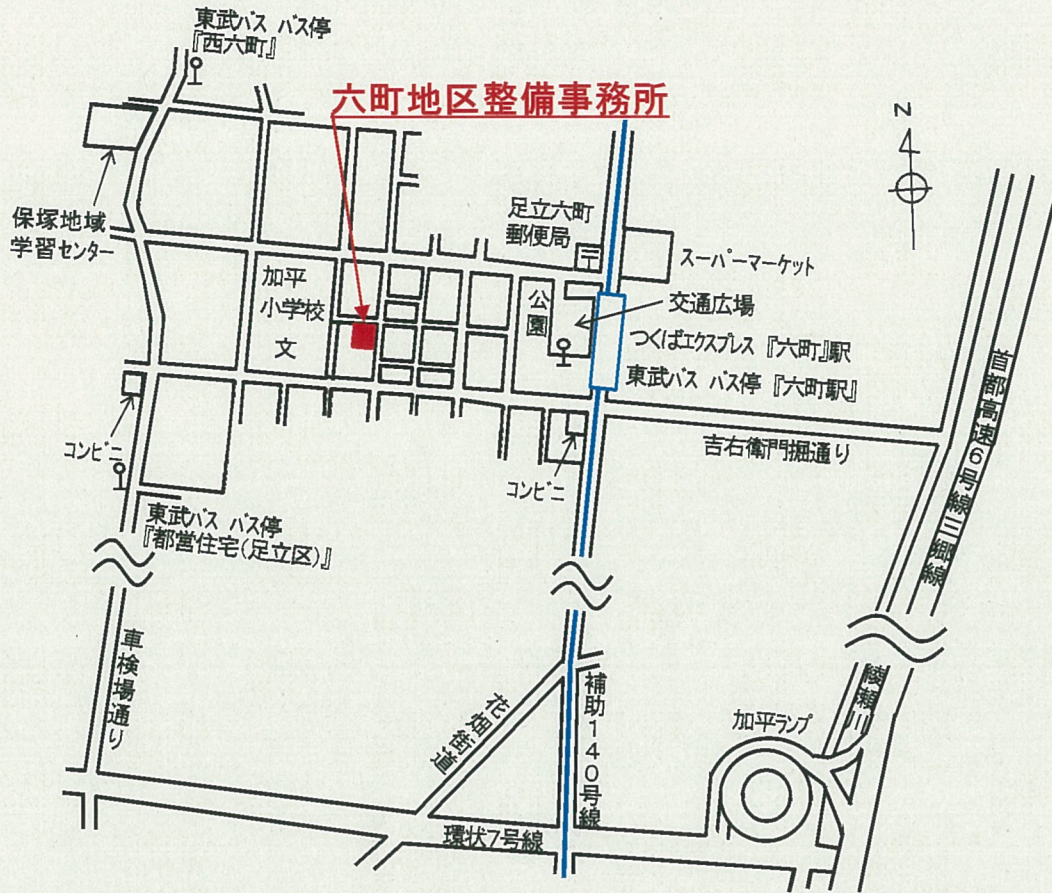 東武バス バス停
『西六町』
六町地区整備事務所
N
保塚地域
学習センター
足立六町
郵便局
〒
スーパーマーケット
加平
小学校
文
公園
交通広場
つくばエクスプレス 『六町』駅
東武バス バス停 『六町駅』
首都高速6号線三郷線
コンビニ
吉右衛門掘通り
コンビニ
東武バス バス停
『都営住宅(足立区)』
車検場通り
花畑街道
補助140号線
加平ランプ
綾瀬川
環状7号線